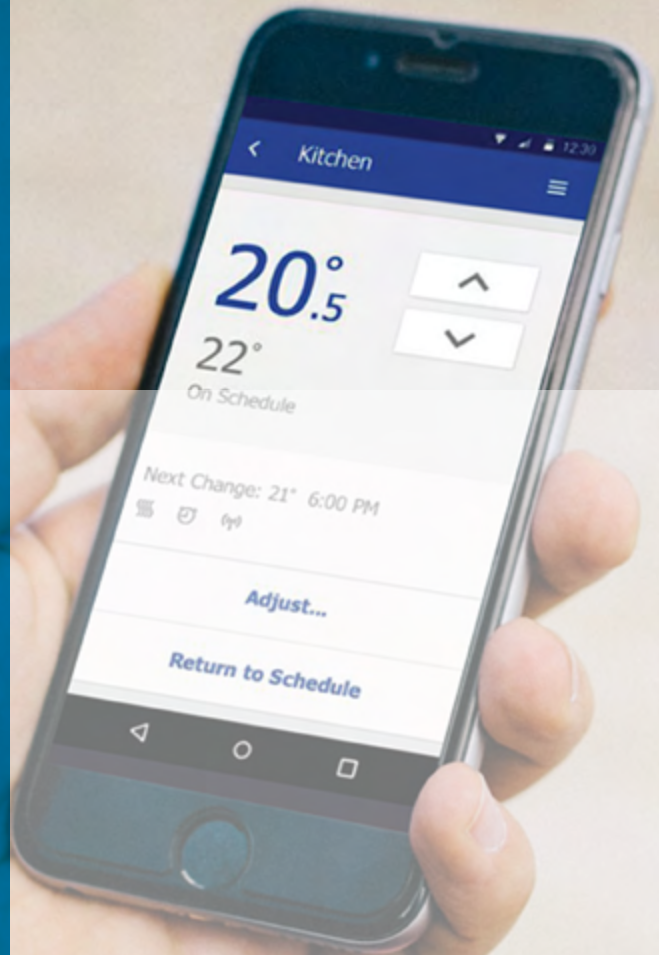 12:30
Kitchen
20.5°
22°
On Schedule
Next Change: 21° 6:00 PM
Adjust...
Return to Schedule